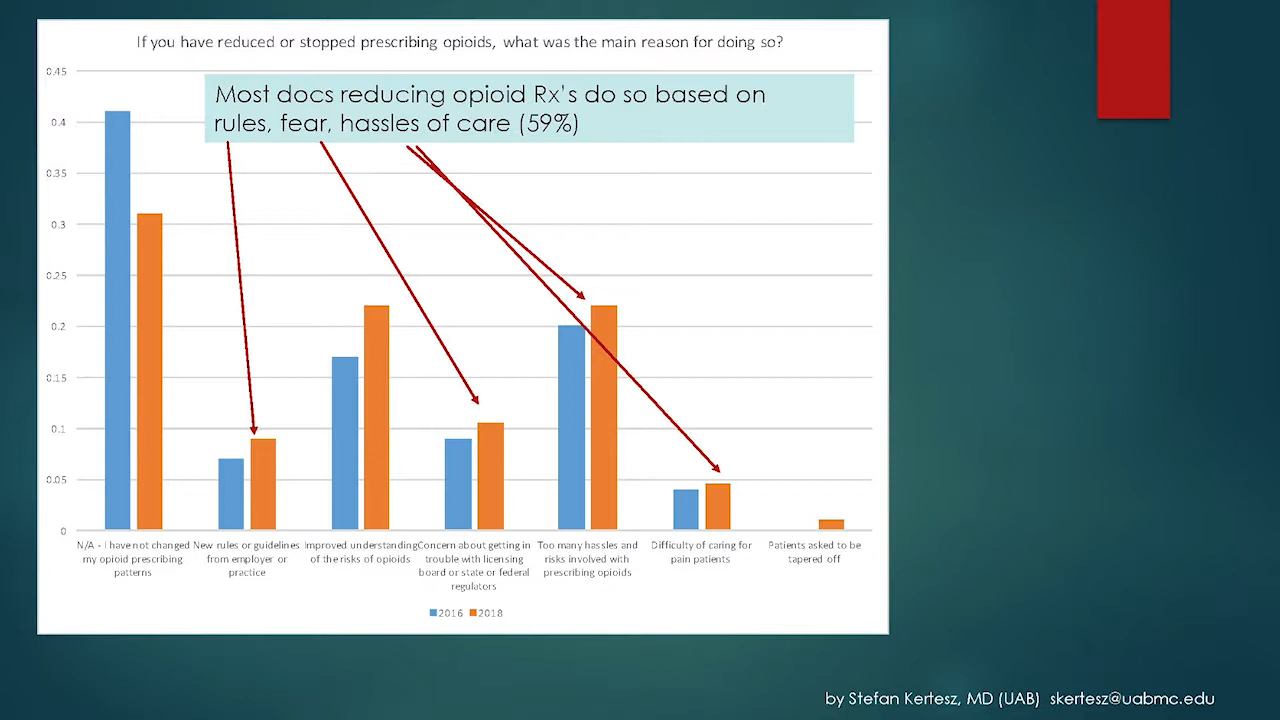 If you have reduced or stopped prescribing opioids, what was the main reason for doing so?
0.45
Most docs reducing opioid Rx's do so based on
rules, fear, hassles of care (59%)
0.4
0.35
0.3
0.25
0.2
0.15
0.1
0.05
0
N/A - I have not changed
my opioid prescribing
patterns
New rules or guidelines
from employer or
practice
Improved understanding
of the risks of opioids
Concern about getting in
trouble with licensing
board or state or federal
regulators
Too many hassles and
risks involved with
prescribing opioids
Difficulty of caring for
pain patients
Patients asked to be
tapered off
2016 2018
by Stefan Kertesz, MD (UAB) skertesz@uabmc.edu